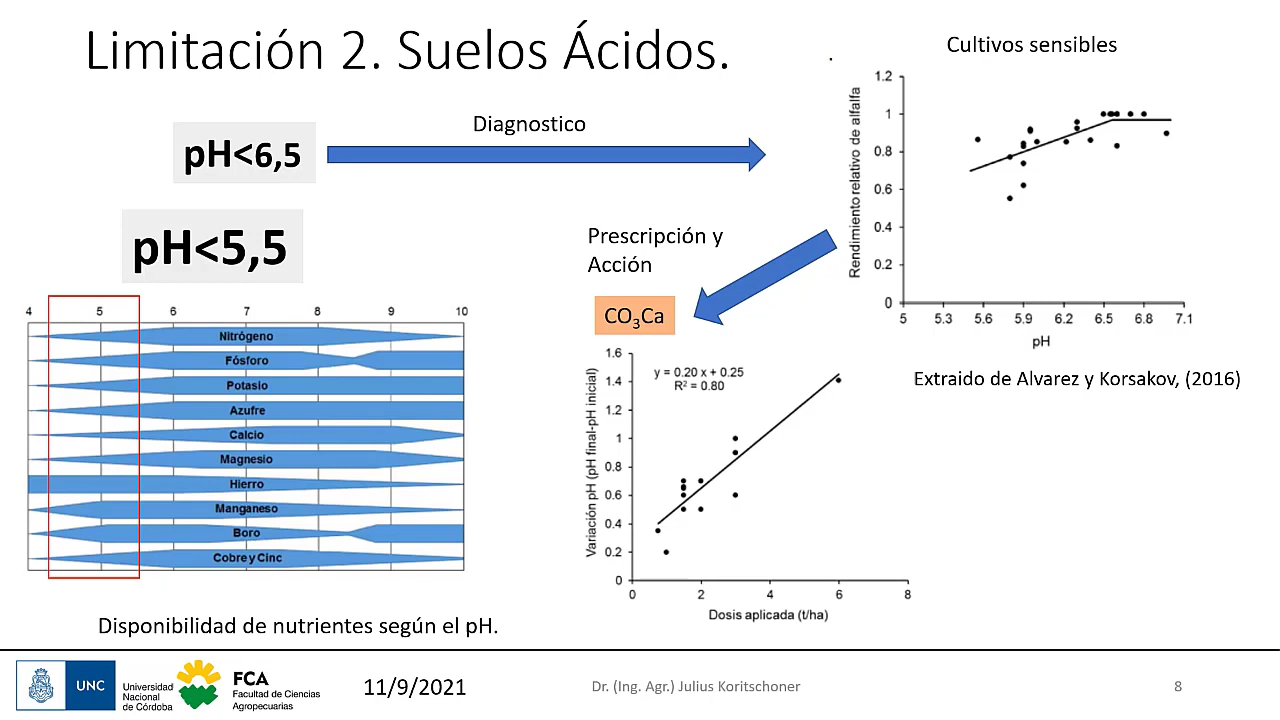 Limitación 2. Suelos Ácidos.
Cultivos sensibles
pH<6,5
Diagnostico
pH<5,5
Prescripción y
Acción
CO3Ca
1.2
1
0.8
0.6
0.4
0.2
0
Rendimiento relativo de alfalfa
5 5.3 5.6 5.9 6.2 6.5 6.8 7.1
pH
Extraido de Alvarez y Korsakov, (2016)
4 5 6 7 8 9 10
Nitrógeno
Fósforo
Potasio
Azufre
Calcio
Magnesio
Hierro
Manganeso
Boro
Cobre y Cinc
Disponibilidad de nutrientes según el pH.
y = 0.20 x + 0.25
R2 = 0.80
1.6
1.4
1.2
1
0.8
0.6
0.4
0.2
0
Variación pH (pH final-pH inicial)
0 2 4 6 8
Dosis aplicada (t/ha)
UNC
Universidad
Nacional
de Córdoba
FCA
Facultad de Ciencias
Agropecuarias
11/9/2021
Dr. (Ing. Agr.) Julius Koritschoner
8